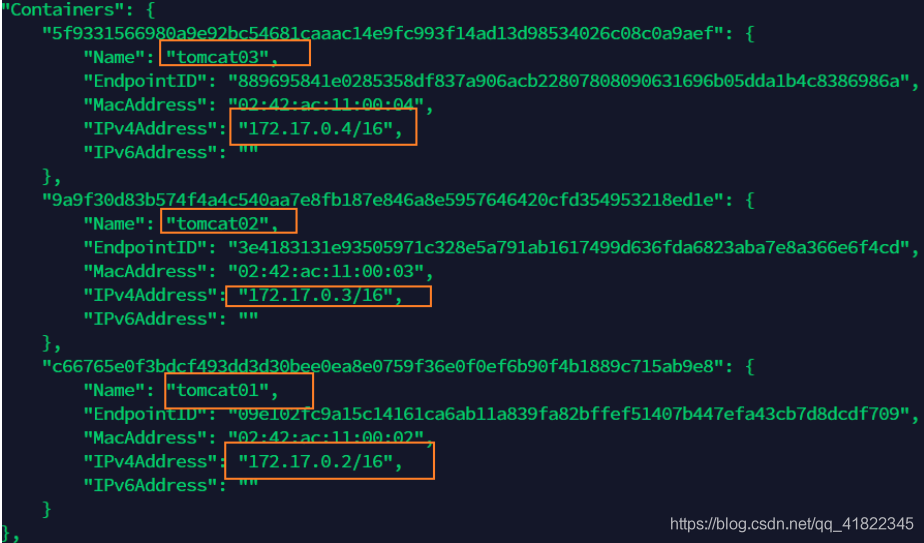 "Containers": {
"5f9331566980a9e92bc54681caaac14e9fc993f14ad13d98534026c08c0a9aef": {
"Name": "tomcat03",
"EndpointID": "889695841e0285358df837a906acb22807808090631696b05dda1b4c8386986a",
"MacAddress": "02:42:ac:11:00:04",
"IPv4Address": "172.17.0.4/16",
"IPv6Address": ""
},
"9a9f30d83b574f4a4c540aa7e8fb187e846a8e5957646420cfd354953218ed1e": {
"Name": "tomcat02",
"EndpointID": "3e4183131e93505971c328e5a791ab1617499d636fda6823aba7e8a366e6f4cd",
"MacAddress": "02:42:ac:11:00:03",
"IPv4Address": "172.17.0.3/16",
"IPv6Address": ""
},
"c66765e0f3bdcf493dd3d30bee0ea8e0759f36e0f0ef6b90f4b1889c715ab9e8": {
"Name": "tomcat01",
"EndpointID": "09e102fc9a15c14161ca6ab11a839fa82bffef51407b447efa43cb7d8dcdf709",
"MacAddress": "02:42:ac:11:00:02",
"IPv4Address": "172.17.0.2/16",
"IPv6Address": ""
}
},
https://blog.csdn.net/qq_41822345